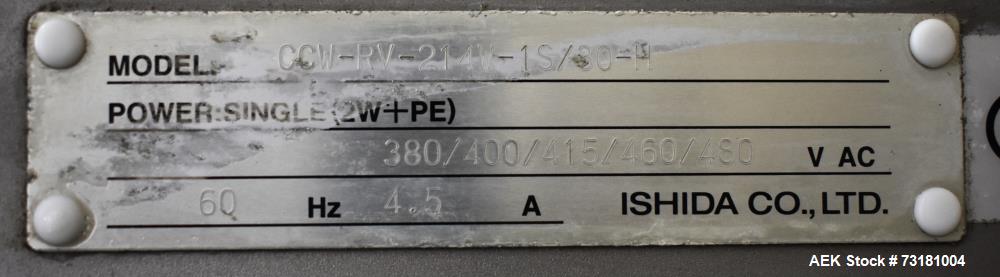 MODEL: CCW-RV-214W-1S/30-H
POWER:SINGLE(2W+PE)
380/400/415/460/480 V AC
60 Hz 4.5 A ISHIDA CO., LTD.
AEK Stock # 73181004